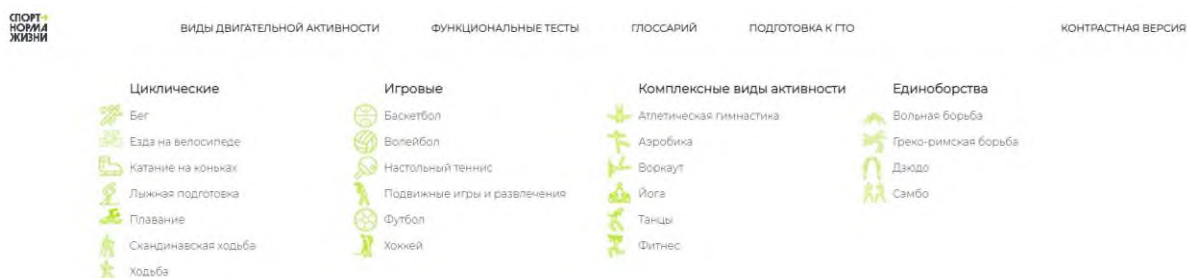 СПОРТ
НОРМА
ЖИЗНИ
ВИДЫ ДВИГАТЕЛЬНОЙ АКТИВНОСТИ
ФУНКЦИОНАЛЬНЫЕ ТЕСТЫ
ГЛОССАРИЙ
ПОДГОТОВКА К ГТО
КОНТРАСТНАЯ ВЕРСИЯ
Циклические
Бег
Езда на велосипеде
Катание на коньках
Лыжная подготовка
Плавание
Скандинавская ходьба
Ходьба
Игровые
Баскетбол
Волейбол
Настольный теннис
Подвижные игры и развлечения
Футбол
Хоккей
Комплексные виды активности
Атлетическая гимнастика
Аэробика
Воркаут
Йога
Танцы
Фитнес
Единоборства
Вольная борьба
Греко-римская борьба
Дзюдо
Самбо